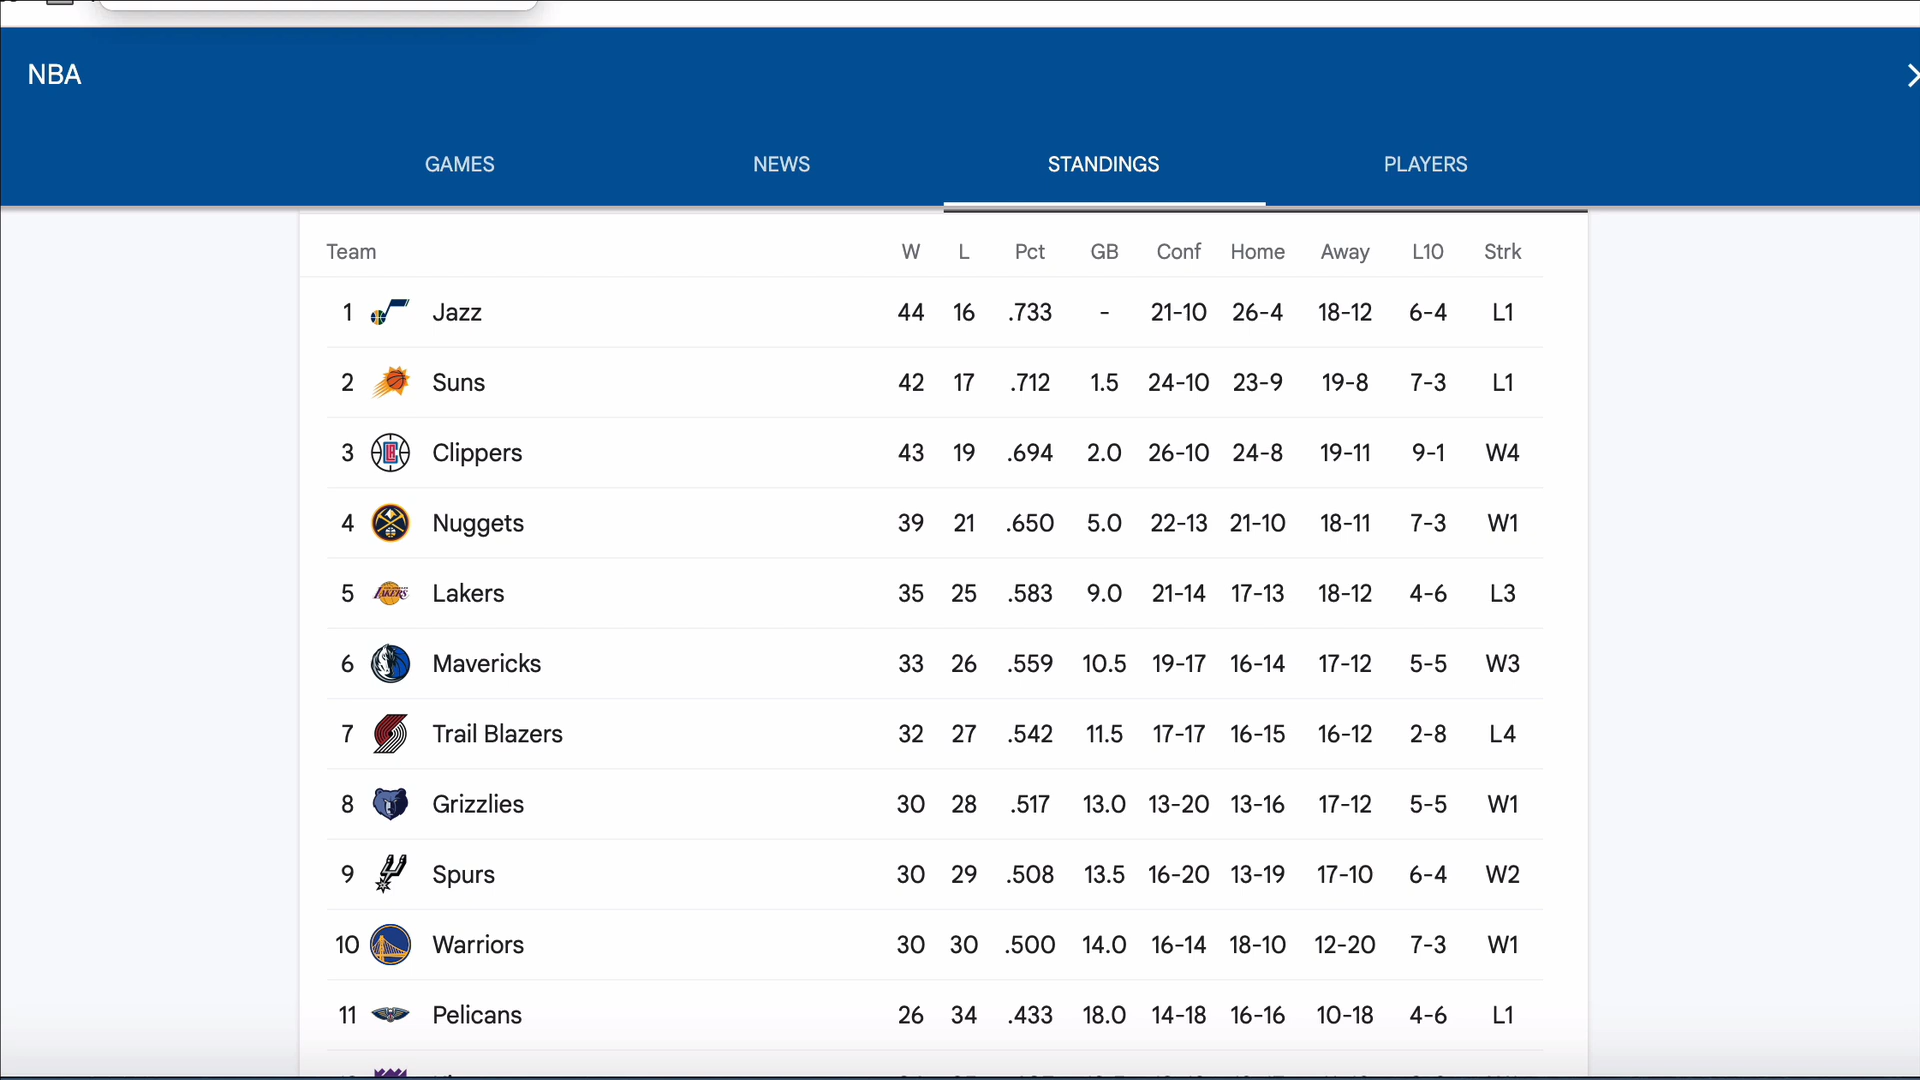 NBA
GAMES NEWS STANDINGS PLAYERS
Team W L Pct GB Conf Home Away L10 Strk
1 Jazz 44 16 .733 - 21-10 26-4 18-12 6-4 L1
2 Suns 42 17 .712 1.5 24-10 23-9 19-8 7-3 L1
3 Clippers 43 19 .694 2.0 26-10 24-8 19-11 9-1 W4
4 Nuggets 39 21 .650 5.0 22-13 21-10 18-11 7-3 W1
5 LAKERS Lakers 35 25 .583 9.0 21-14 17-13 18-12 4-6 L3
6 Mavericks 33 26 .559 10.5 19-17 16-14 17-12 5-5 W3
7 Trail Blazers 32 27 .542 11.5 17-17 16-15 16-12 2-8 L4
8 Grizzlies 30 28 .517 13.0 13-20 13-16 17-12 5-5 W1
9 Spurs 30 29 .508 13.5 16-20 13-19 17-10 6-4 W2
10 Warriors 30 30 .500 14.0 16-14 18-10 12-20 7-3 W1
11 Pelicans 26 34 .433 18.0 14-18 16-16 10-18 4-6 L1